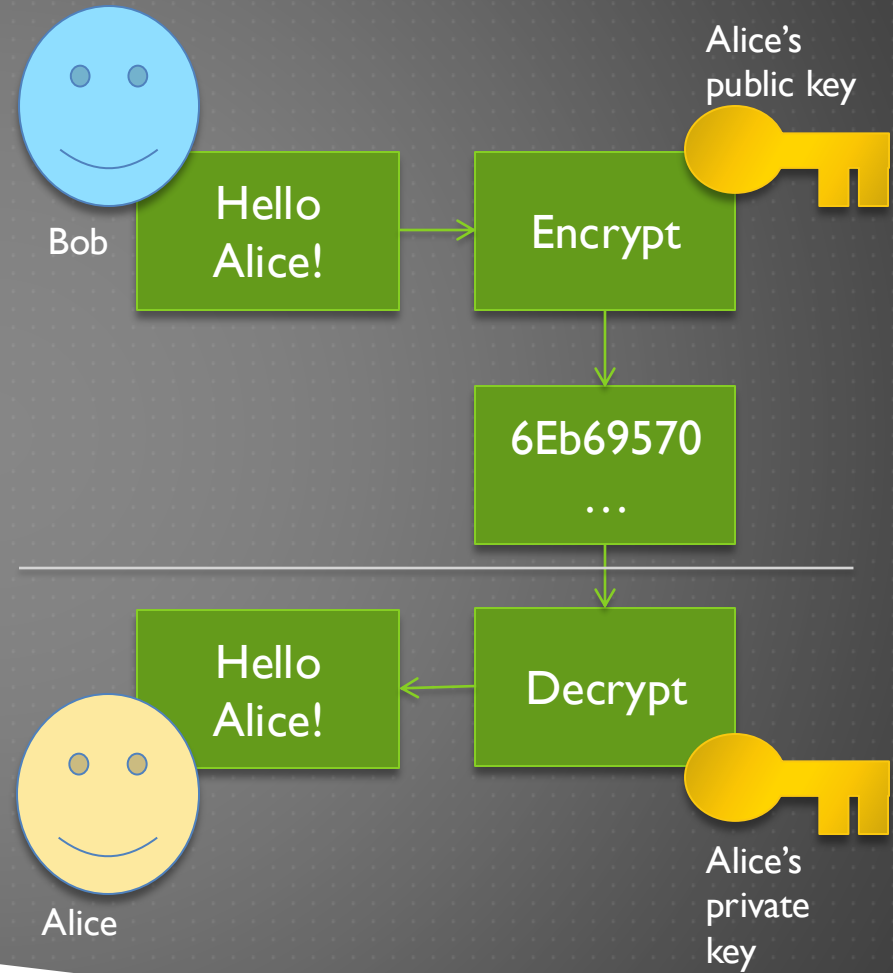 Alice's
public key
Hello
Alice!
Encrypt
Bob
6Eb69570
...
Hello
Alice!
Decrypt
Alice's
private
key
Alice